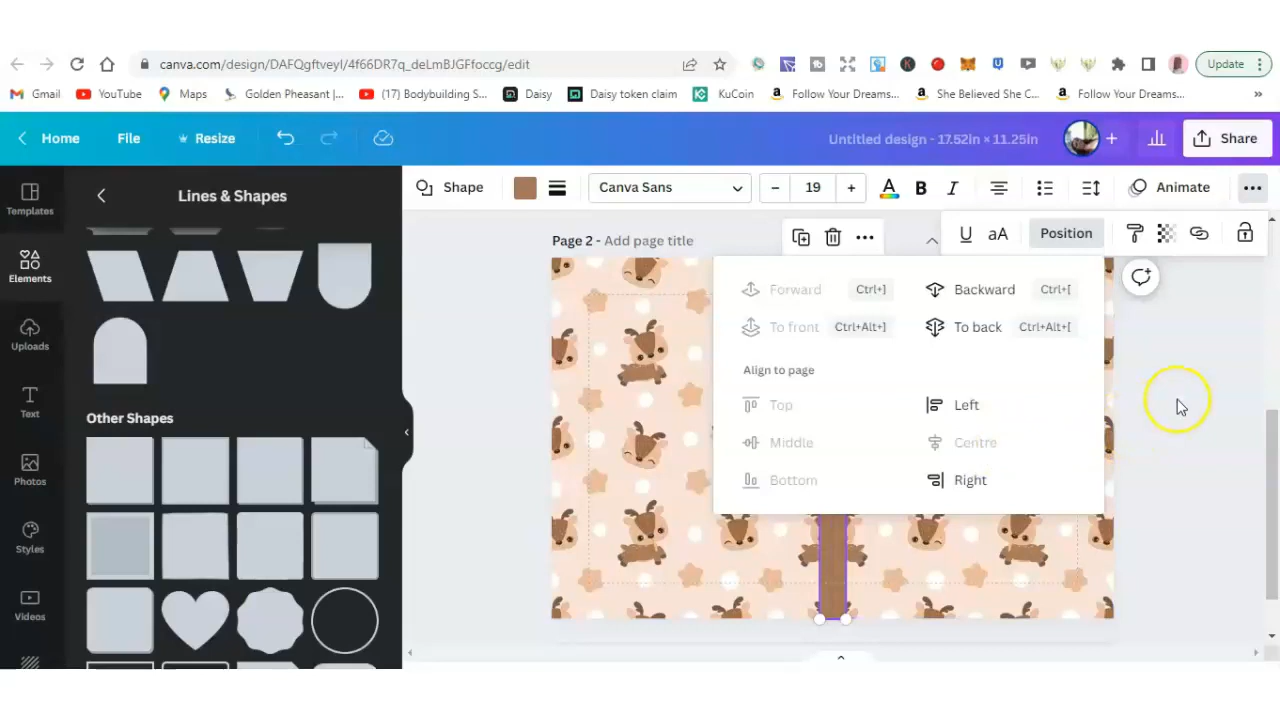 canva.com/design/DAFQgftveyI/4f66DR7q_deLmBJGFfoccg/edit
Update
Gmail
YouTube
Maps
Golden Pheasant |...
(17) Bodybuilding S...
Daisy
Daisy token claim
KuCoin
Follow Your Dreams...
She Believed She C...
Follow Your Dreams...
Home
File
Resize
Untitled design - 17.52in × 11.25in
Share
Templates
Elements
Uploads
Text
Photos
Styles
Videos
Lines & Shapes
Other Shapes
Shape
Canva Sans
19
A
B
I
Animate
Page 2 - Add page title
U
aA
Position
Forward
Ctrl+]
Backward
Ctrl+[
To front
Ctrl+Alt+]
To back
Ctrl+Alt+[
Align to page
Top
Left
Middle
Centre
Bottom
Right